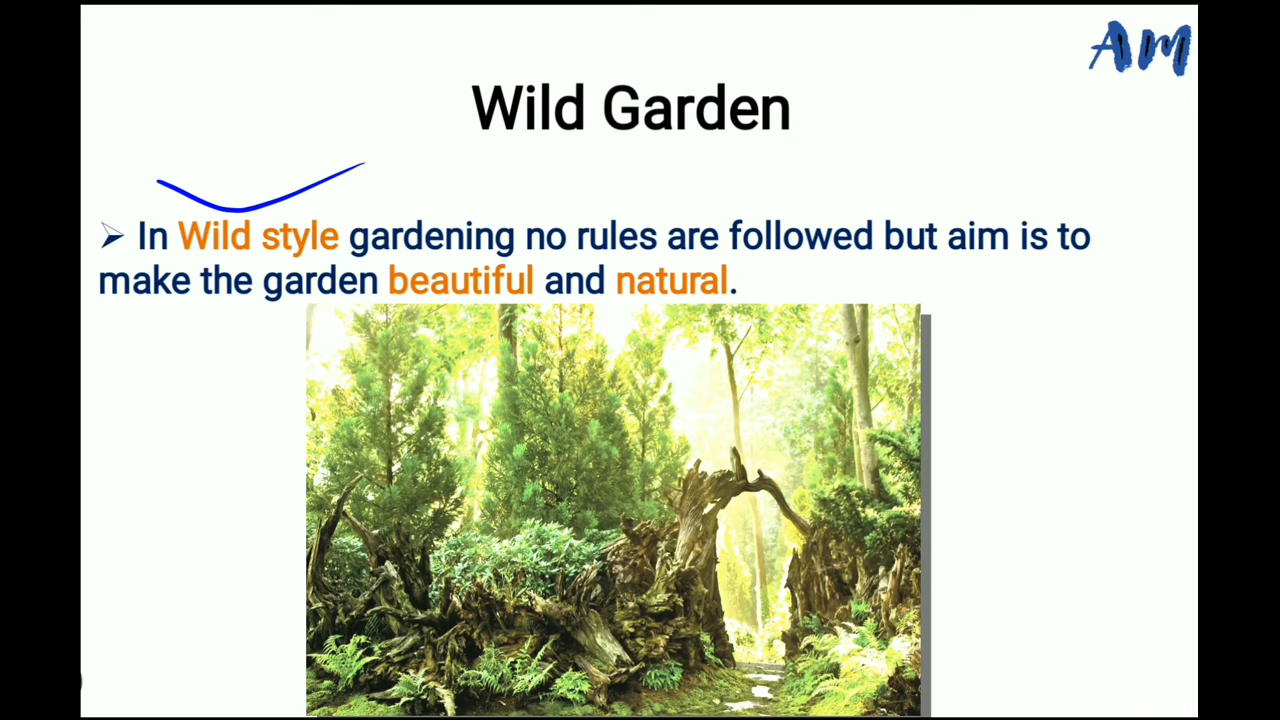 AM
Wild Garden
➢ In Wild style gardening no rules are followed but aim is to
make the garden beautiful and natural.